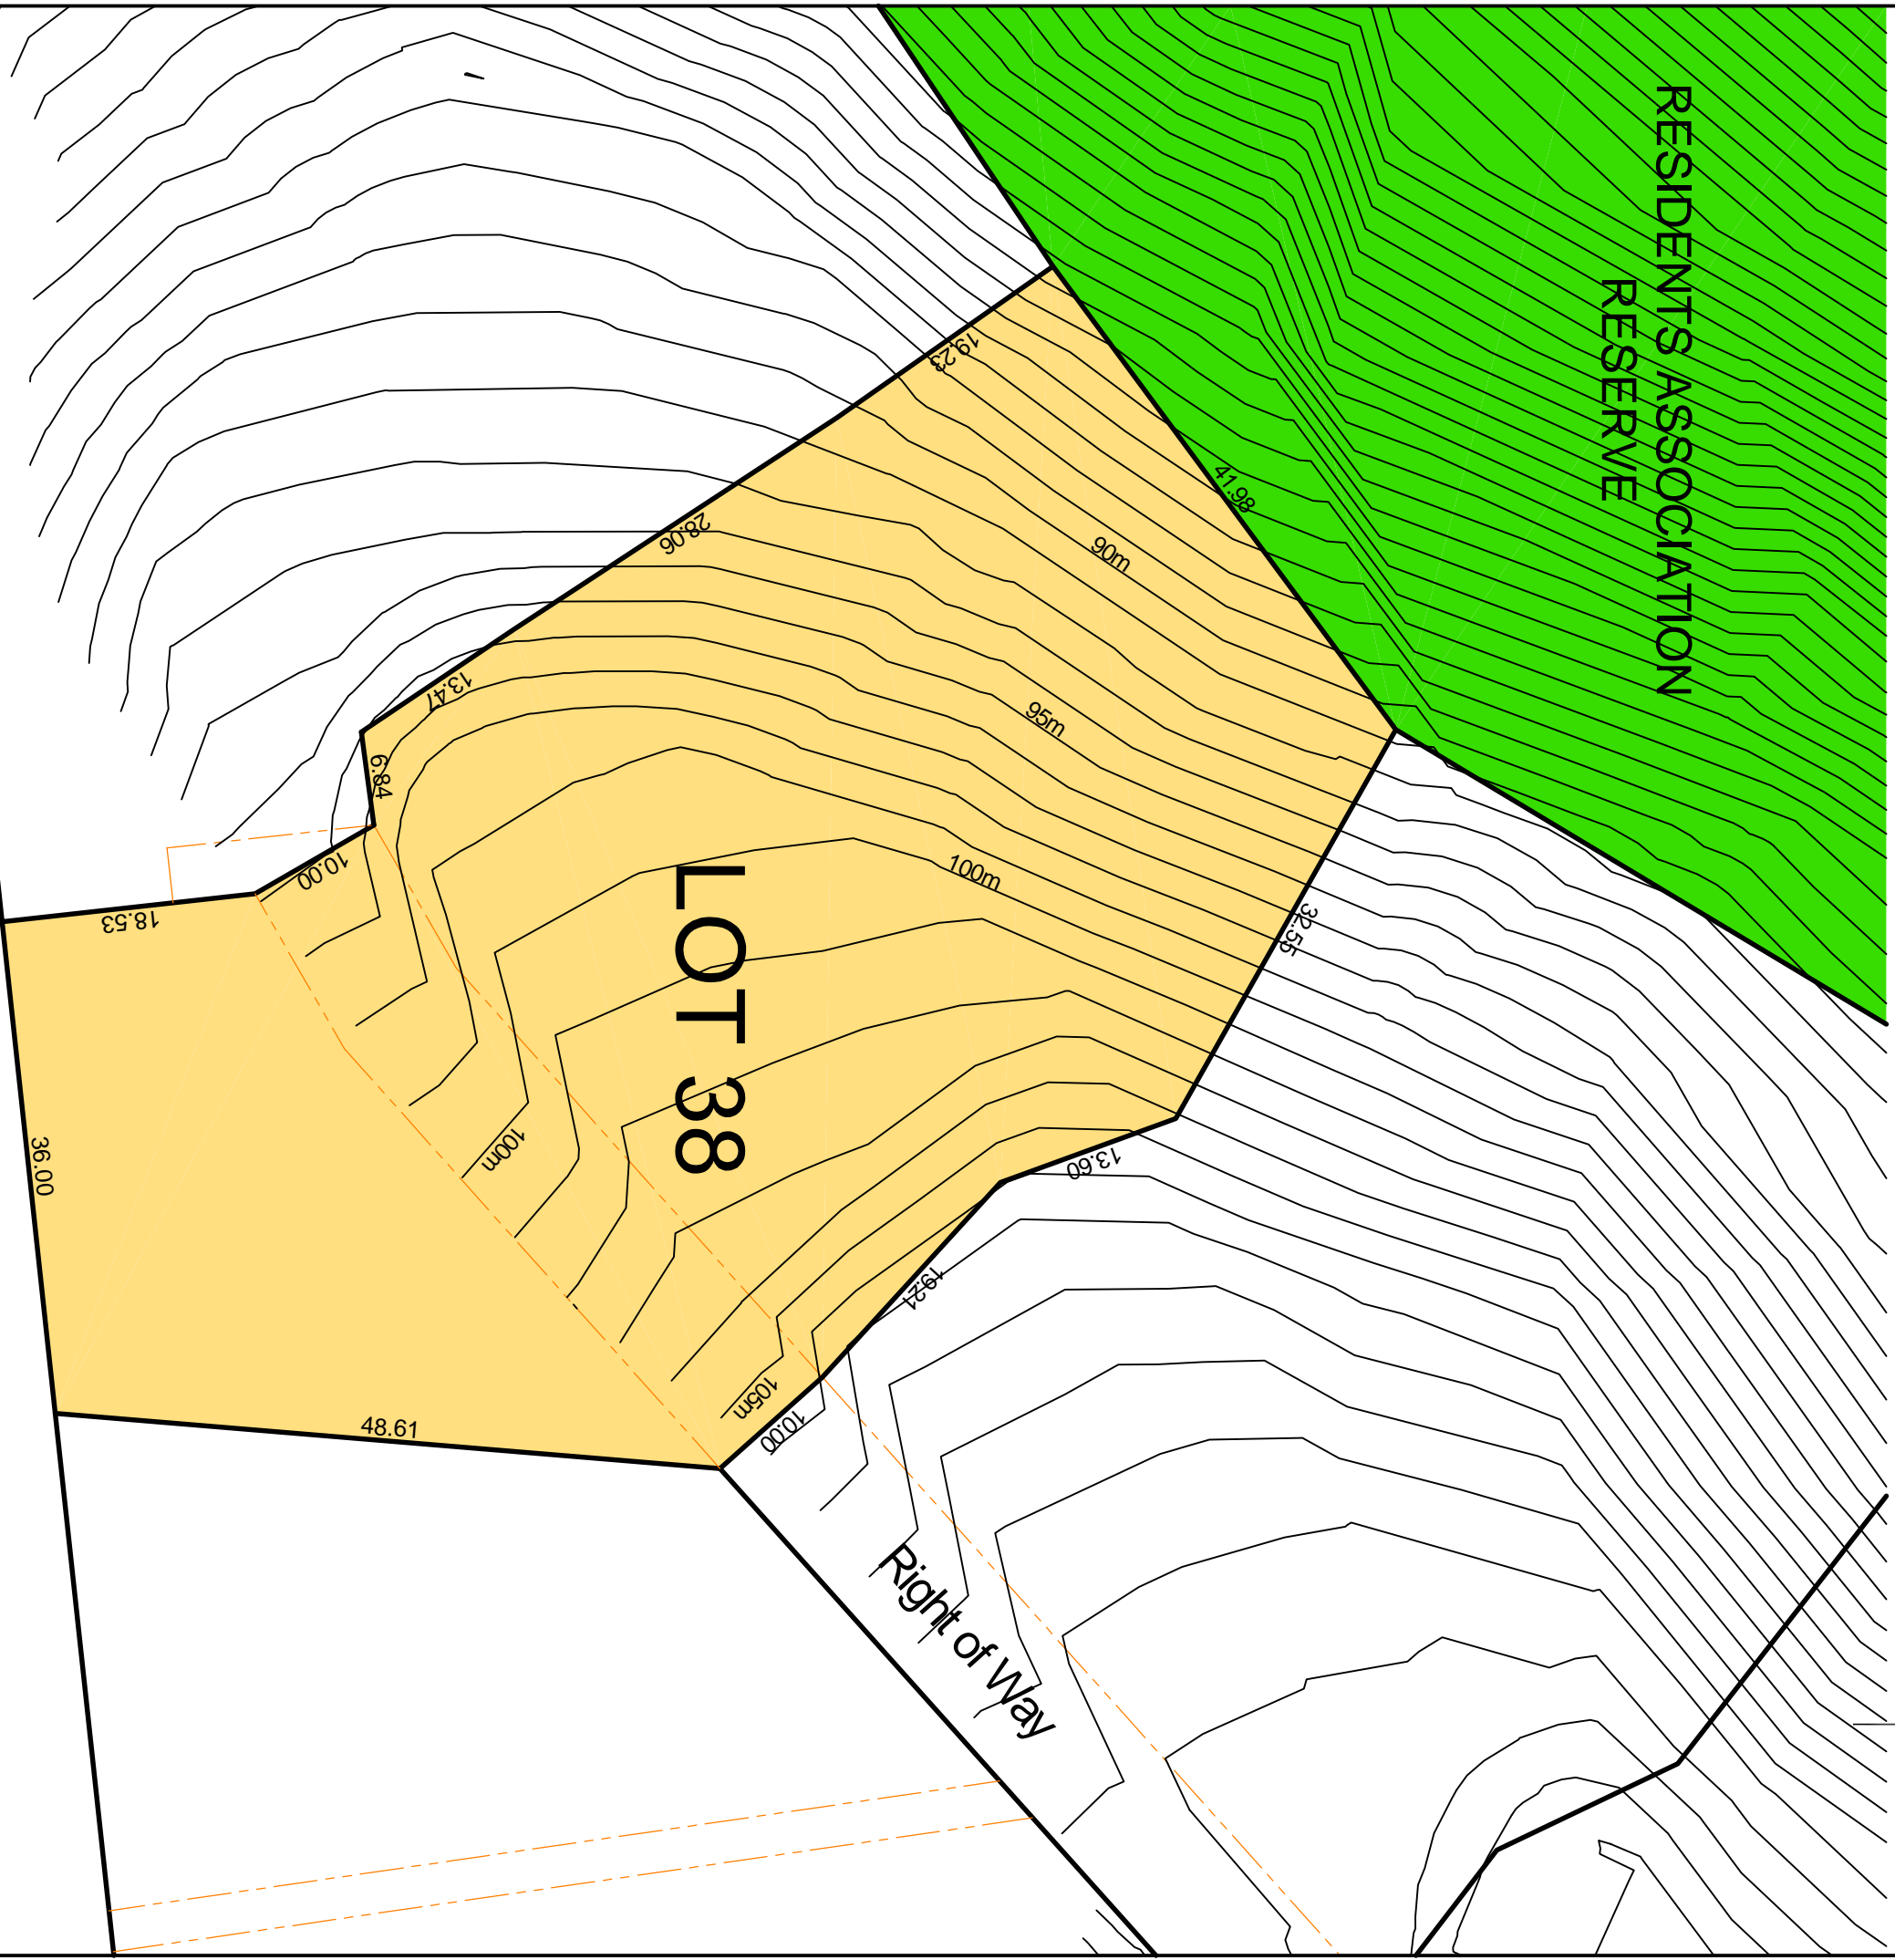 RESIDENTS ASSOCIATION
RESERVE
19.23
41.98
28.06
90m
13.47
95m
6.84
10.00
100m
18.53
32.55
LOT 38
36.00
100m
13.60
19.21
105m
10.00
48.61
Right of Way